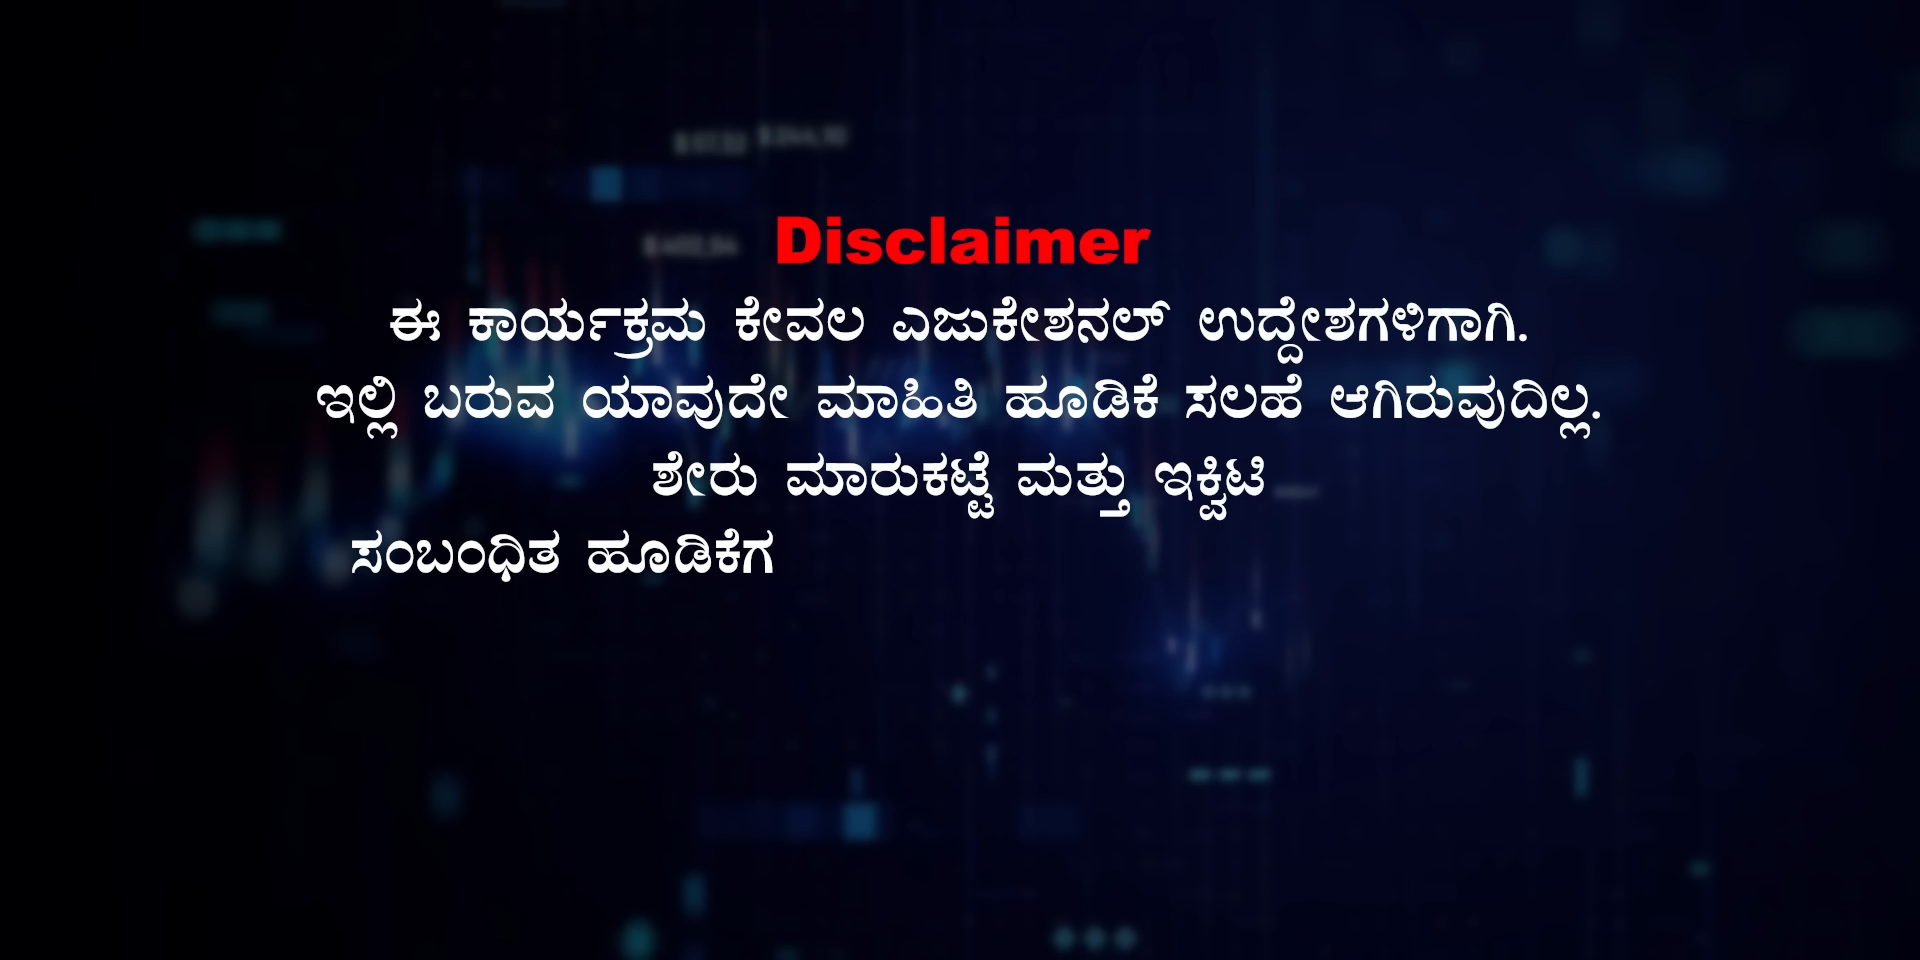 Disclaimer
ಈ ಕಾರ್ಯಕ್ರಮ ಕೇವಲ ಎಜುಕೇಶನಲ್ ಉದ್ದೇಶಗಳಿಗಾಗಿ.
ಇಲ್ಲಿ ಬರುವ ಯಾವುದೇ ಮಾಹಿತಿ ಹೂಡಿಕೆ ಸಲಹೆ ಆಗಿರುವುದಿಲ್ಲ.
ಶೇರು ಮಾರುಕಟ್ಟೆ ಮತ್ತು ಇಕ್ವಿಟಿ
ಸಂಬಂಧಿತ ಹೂಡಿಕೆಗ